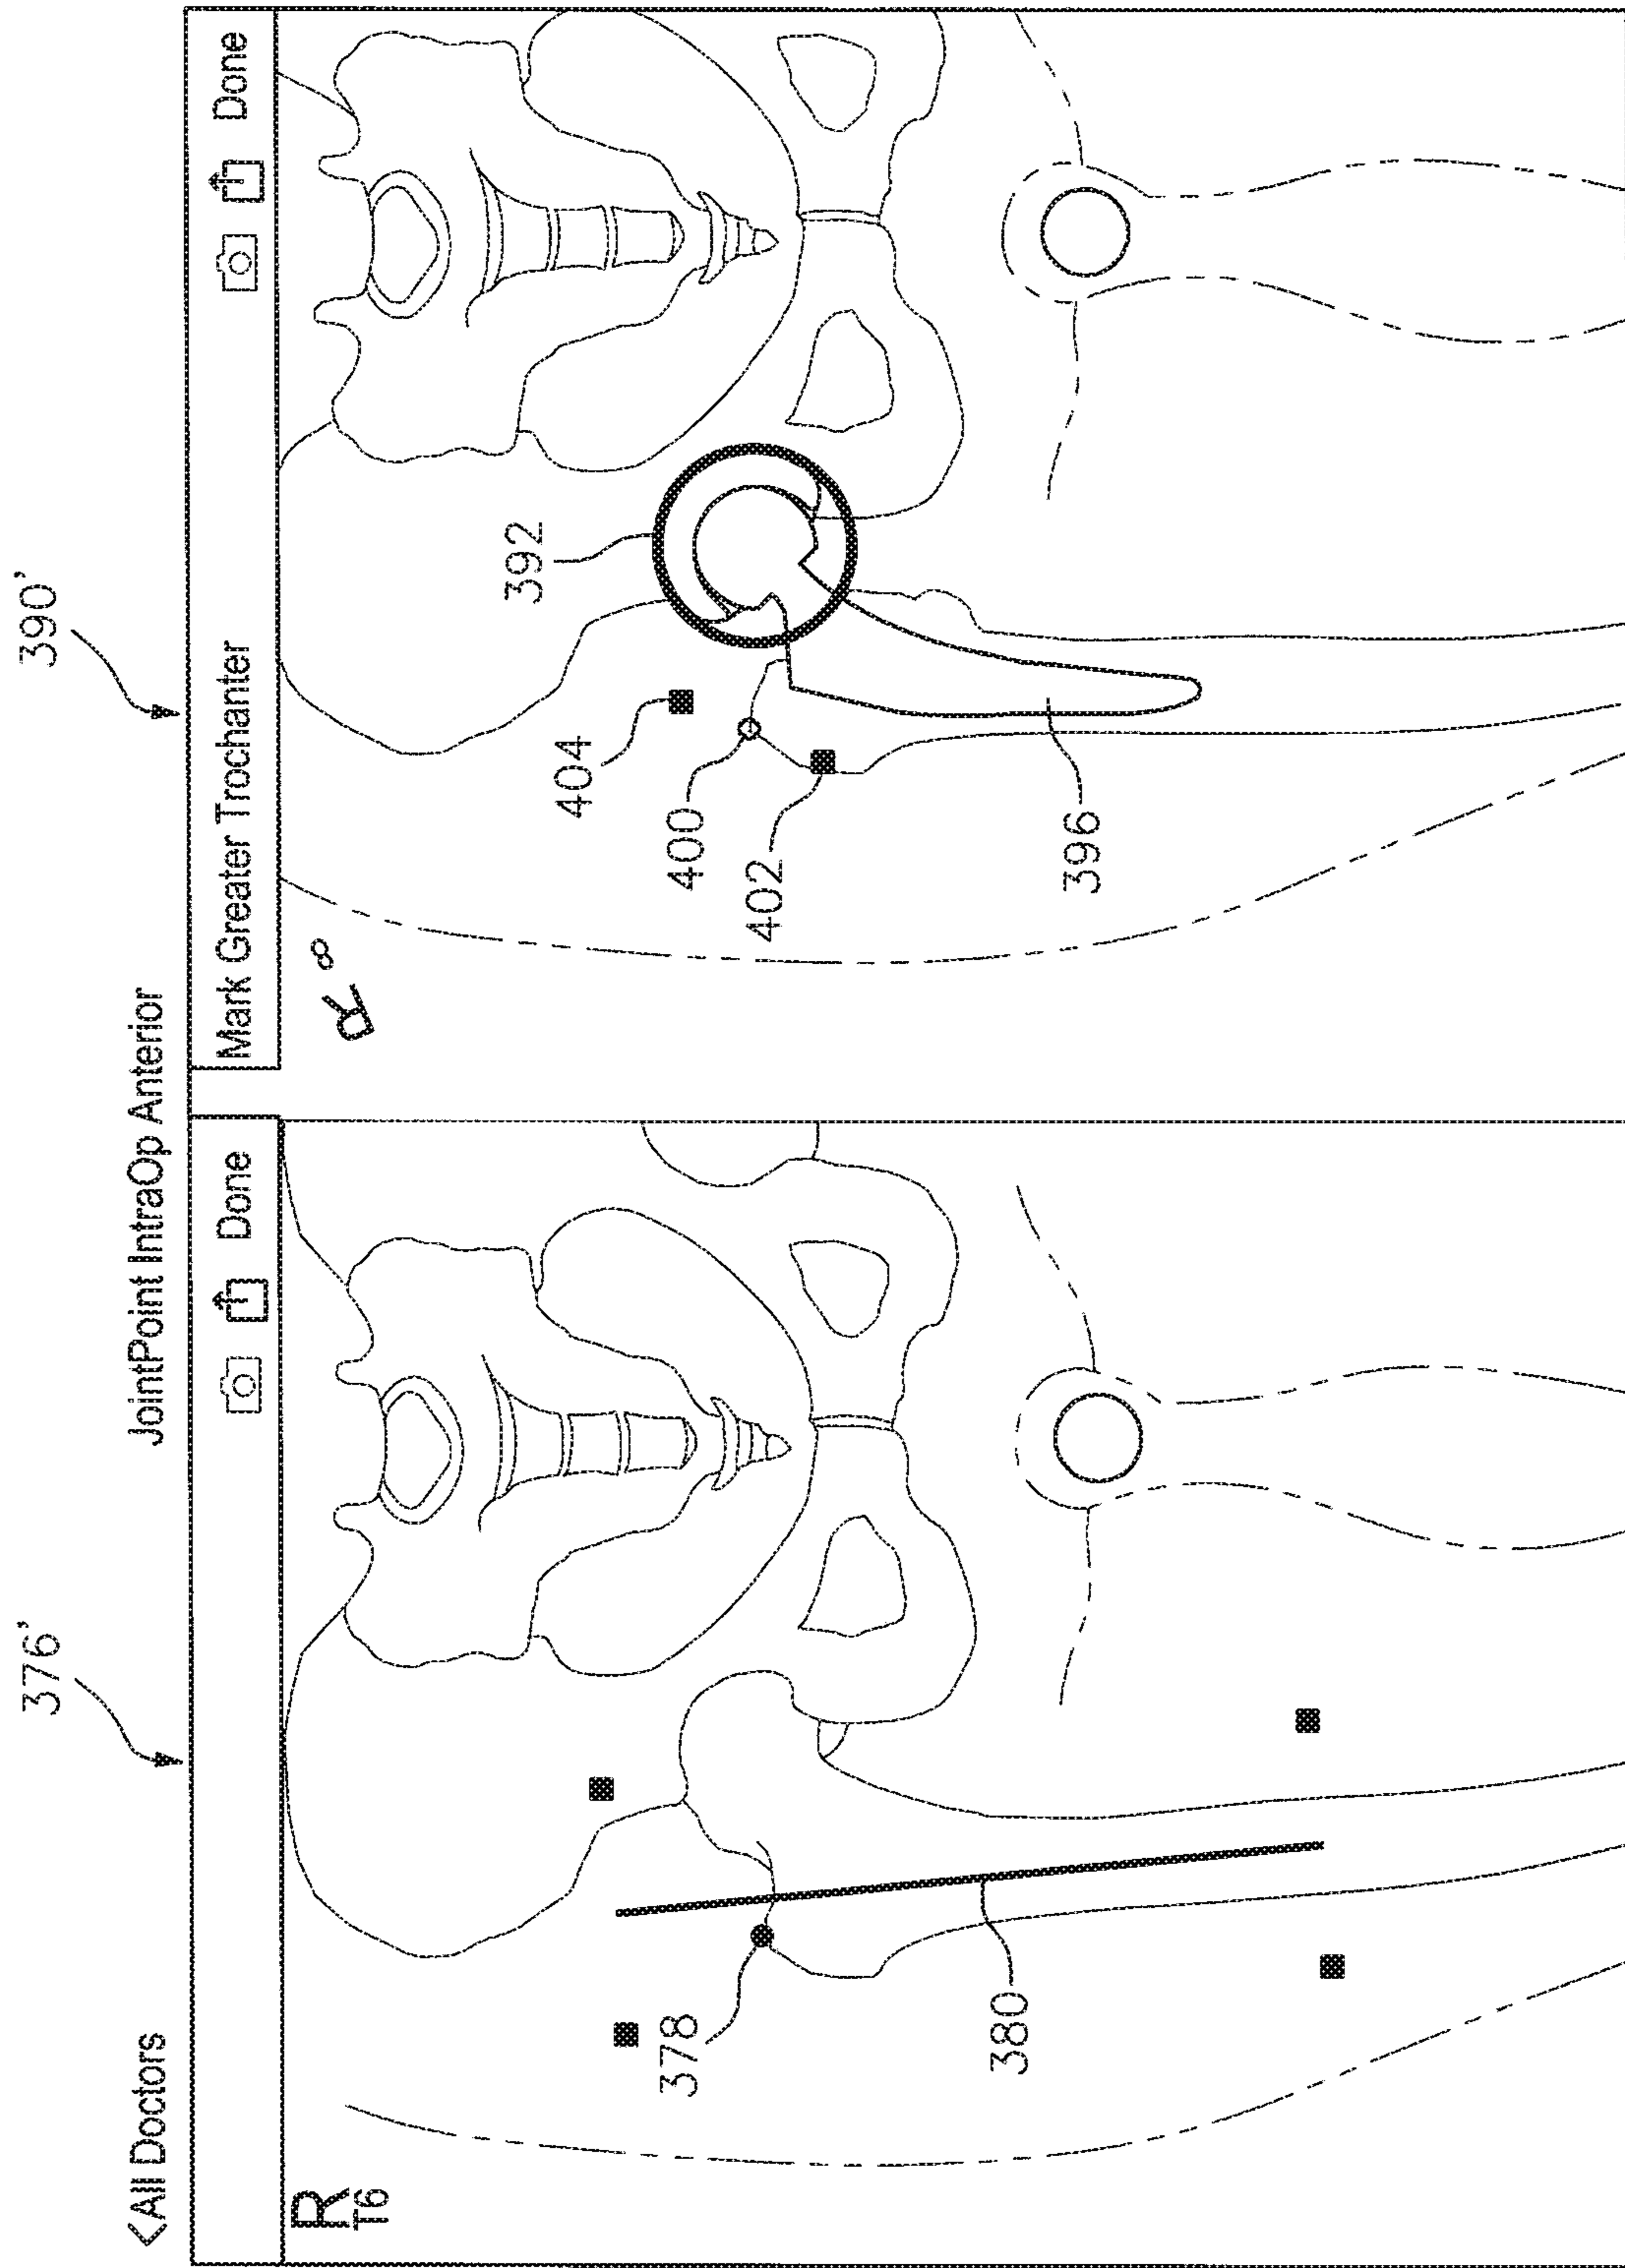 376'
390'
<All Doctors
JointPoint IntraOp Anterior
Done
Mark Greater Trochanter
Done
R
T6
R 8
378
380
392
404
400
402
396